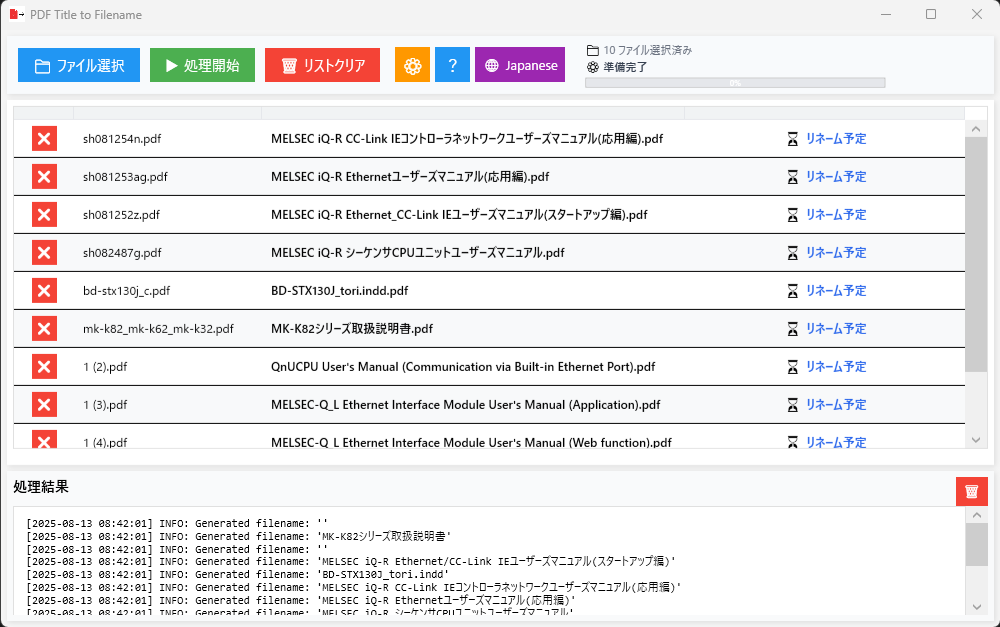 PDF Title to Filename
ファイル選択 処理開始 リストクリア ? Japanese
10 ファイル選択済み
準備完了
0%
sh081254n.pdf MELSEC iQ-R CC-Link IEコントローラネットワークユーザーズマニュアル(応用編).pdf リネーム予定
sh081253ag.pdf MELSEC iQ-R Ethernetユーザーズマニュアル(応用編).pdf リネーム予定
sh081252z.pdf MELSEC iQ-R Ethernet_CC-Link IEユーザーズマニュアル(スタートアップ編).pdf リネーム予定
sh082487g.pdf MELSEC iQ-R シーケンサCPUユニットユーザーズマニュアル.pdf リネーム予定
bd-stx130j_c.pdf BD-STX130J_tori.indd.pdf リネーム予定
mk-k82_mk-k62_mk-k32.pdf MK-K82シリーズ取扱説明書.pdf リネーム予定
1 (2).pdf QnUCPU User's Manual (Communication via Built-in Ethernet Port).pdf リネーム予定
1 (3).pdf MELSEC-Q_L Ethernet Interface Module User's Manual (Application).pdf リネーム予定
1 (4).pdf MELSEC-Q_L Ethernet Interface Module User's Manual (Web function).pdf リネーム予定
処理結果
[2025-08-13 08:42:01] INFO: Generated filename: ''
[2025-08-13 08:42:01] INFO: Generated filename: 'MK-K82シリーズ取扱説明書'
[2025-08-13 08:42:01] INFO: Generated filename: ''
[2025-08-13 08:42:01] INFO: Generated filename: 'MELSEC iQ-R Ethernet/CC-Link IEユーザーズマニュアル(スタートアップ編)'
[2025-08-13 08:42:01] INFO: Generated filename: 'BD-STX130J_tori.indd'
[2025-08-13 08:42:01] INFO: Generated filename: 'MELSEC iQ-R CC-Link IEコントローラネットワークユーザーズマニュアル(応用編)'
[2025-08-13 08:42:01] INFO: Generated filename: 'MELSEC iQ-R Ethernetユーザーズマニュアル(応用編)'
[2025-08-13 08:42:01] INFO: Generated filename: 'MELSEC iQ-R シーケンサCPUユニットユーザーズマニュアル'